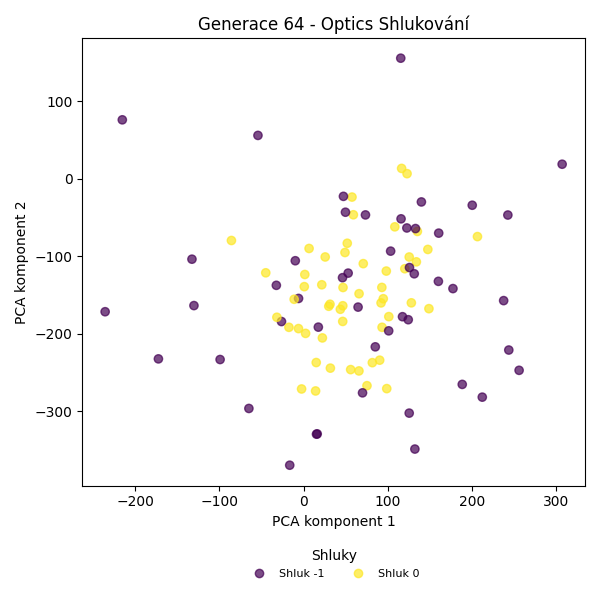 Generace 64 - Optics Shlukování
PCA komponent 2
100
0
−100
−200
−300
−200
−100
0
100
200
300
PCA komponent 1
Shluky
Shluk -1
Shluk 0